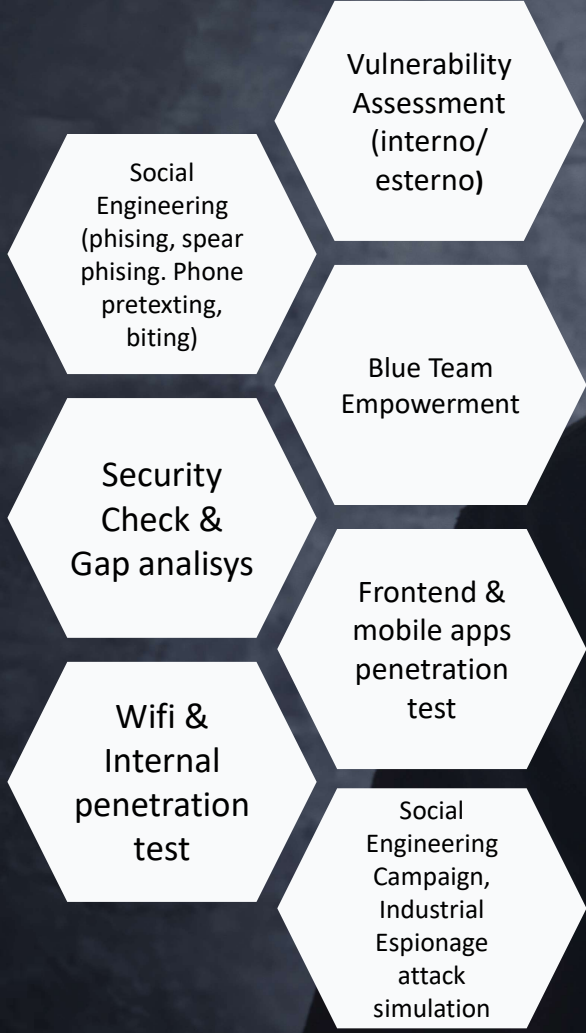 Vulnerability
Assessment
(interno/
esterno)
Social
Engineering
(phising, spear
phising. Phone
pretexting,
biting)
Blue Team
Empowerment
Security
Check &
Gap analisys
Frontend &
mobile apps
penetration
test
Wifi &
Internal
penetration
test
Social
Engineering
Campaign,
Industrial
Espionage
attack
simulation